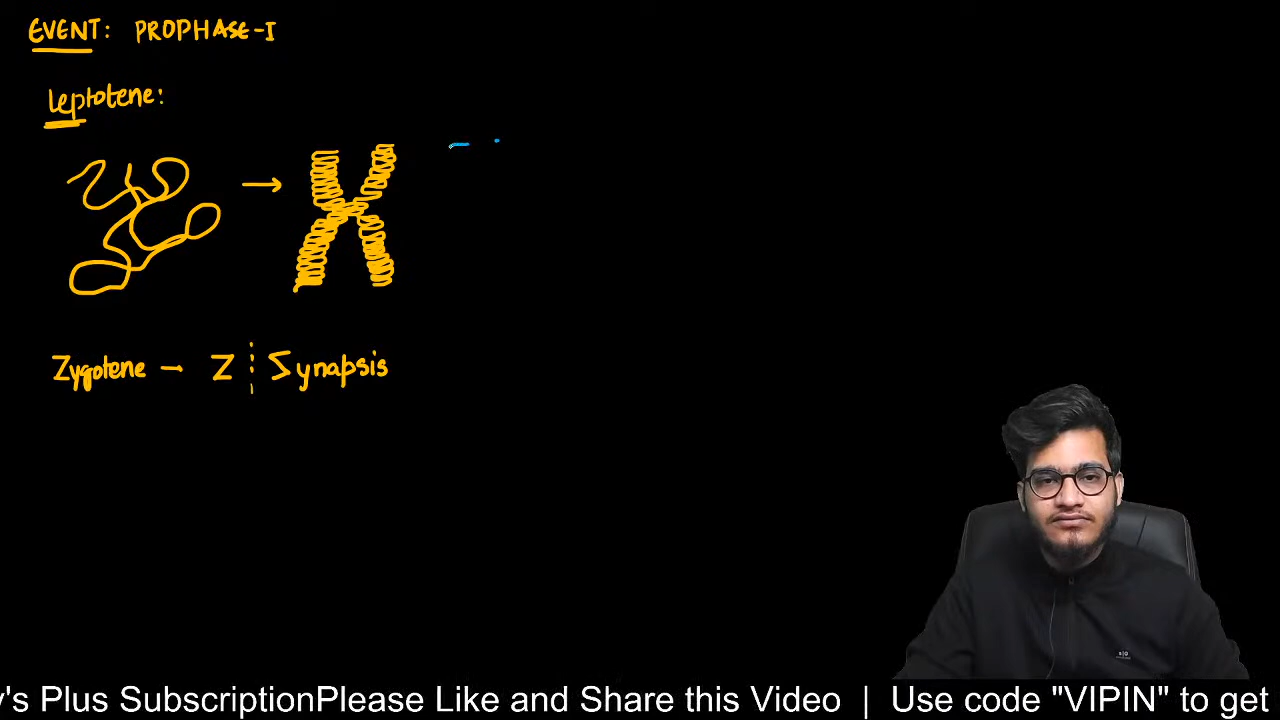 EVENT: PROPHASE-I
Leptotene:
Zygotene - Z Synapsis
y's Plus SubscriptionPlease Like and Share this Video | Use code "VIPIN" to get